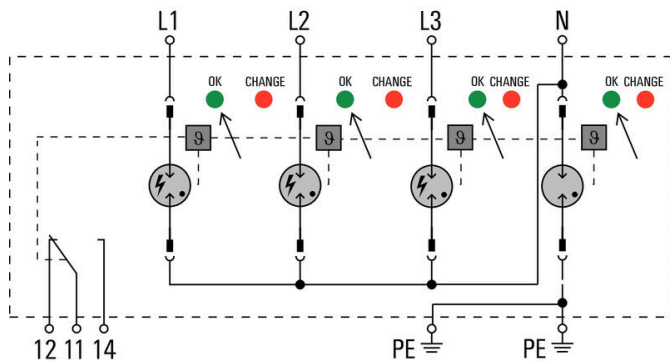 L1 L2 L3 N
OK CHANGE OK CHANGE OK CHANGE OK CHANGE
ϑ ϑ ϑ ϑ
12 11 14 PE PE